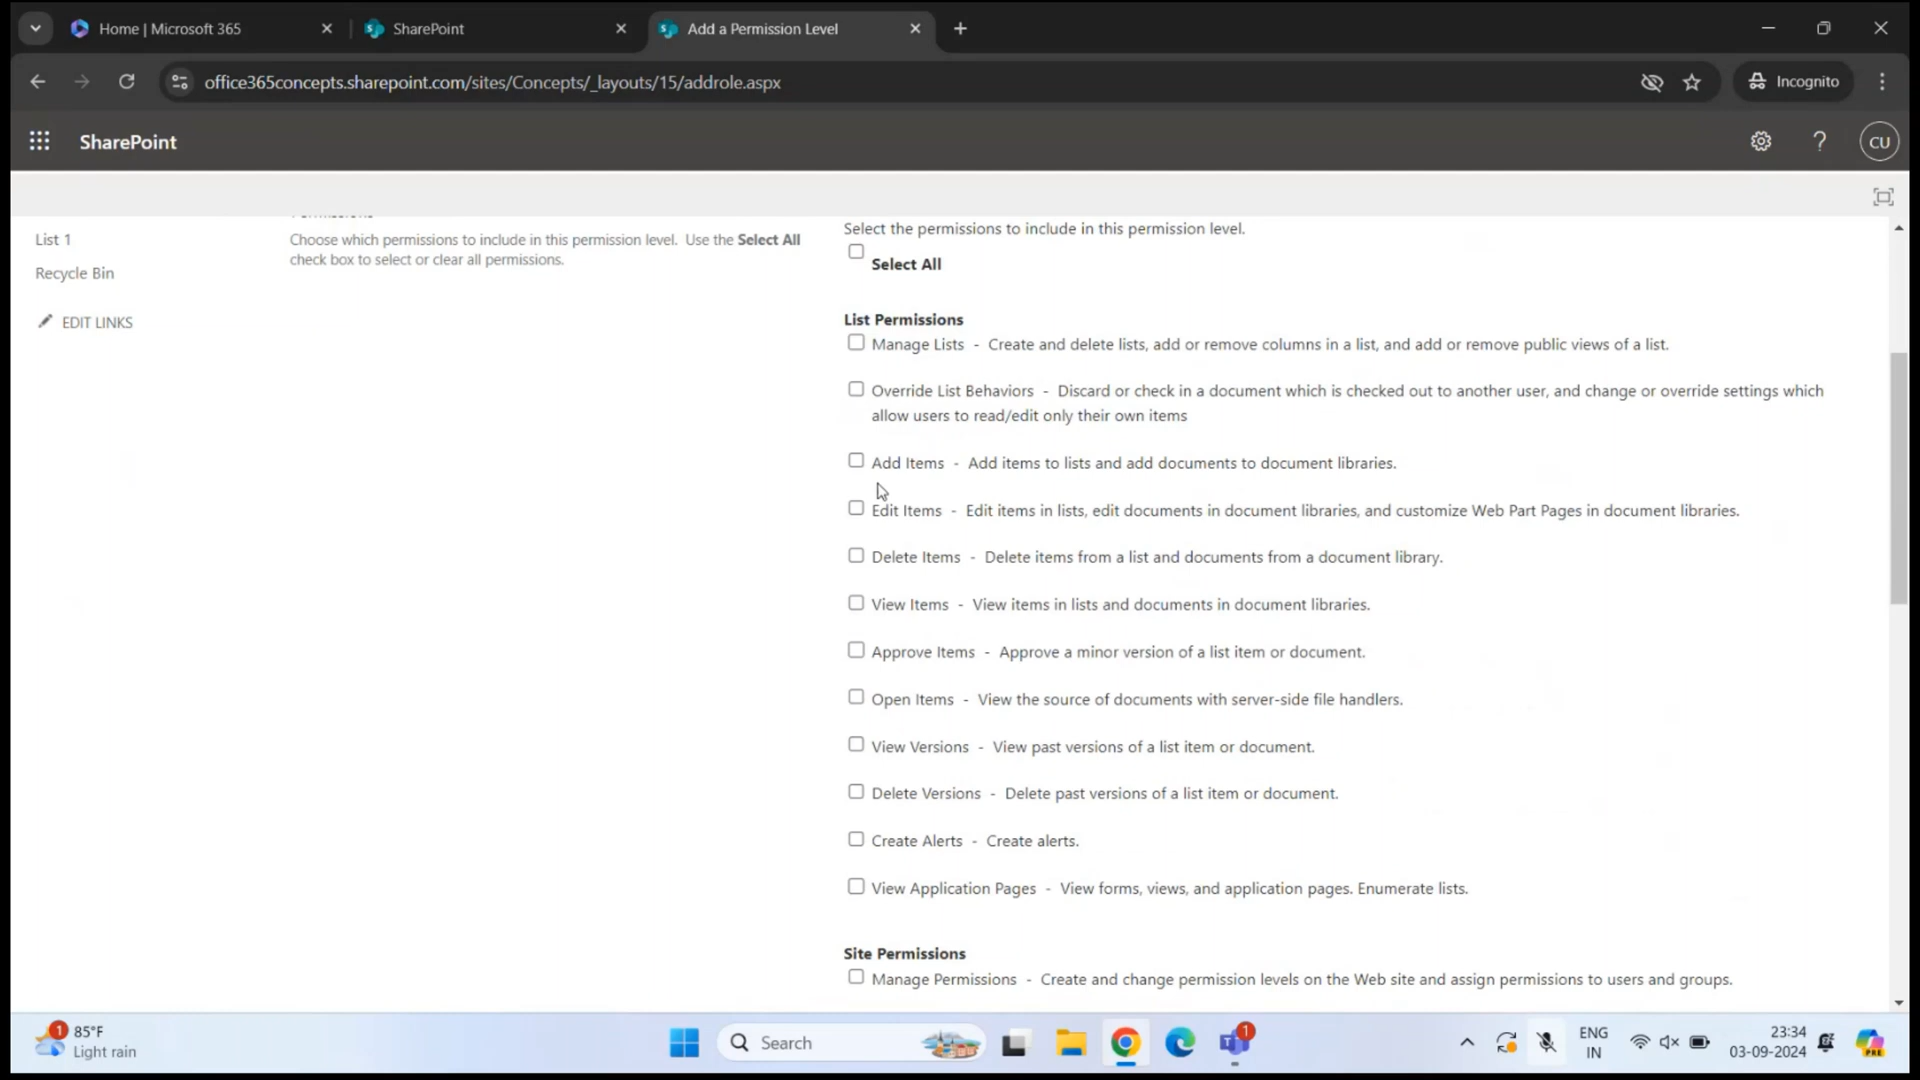 Home | Microsoft 365
SharePoint
Add a Permission Level
office365concepts.sharepoint.com/sites/Concepts/_layouts/15/addrole.aspx
Incognito
SharePoint
CU
List 1
Recycle Bin
EDIT LINKS
Choose which permissions to include in this permission level. Use the Select All
check box to select or clear all permissions.
Select the permissions to include in this permission level.
Select All
List Permissions
Manage Lists - Create and delete lists, add or remove columns in a list, and add or remove public views of a list.
Override List Behaviors - Discard or check in a document which is checked out to another user, and change or override settings which
allow users to read/edit only their own items
Add Items - Add items to lists and add documents to document libraries.
Edit Items - Edit items in lists, edit documents in document libraries, and customize Web Part Pages in document libraries.
Delete Items - Delete items from a list and documents from a document library.
View Items - View items in lists and documents in document libraries.
Approve Items - Approve a minor version of a list item or document.
Open Items - View the source of documents with server-side file handlers.
View Versions - View past versions of a list item or document.
Delete Versions - Delete past versions of a list item or document.
Create Alerts - Create alerts.
View Application Pages - View forms, views, and application pages. Enumerate lists.
Site Permissions
Manage Permissions - Create and change permission levels on the Web site and assign permissions to users and groups.
1
85°F
Light rain
Search
1
ENG
IN
23:34
03-09-2024
PRE